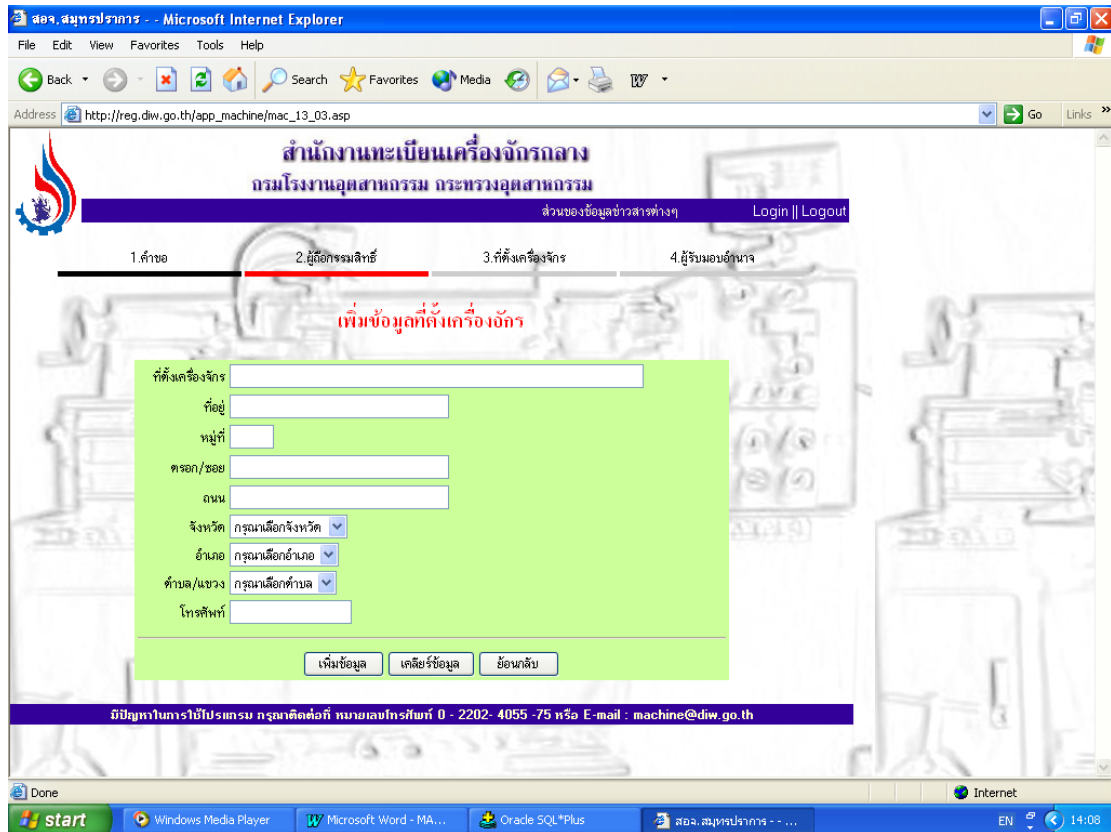 สอจ.สมุทรปราการ - - Microsoft Internet Explorer
File Edit View Favorites Tools Help
Back Search Favorites Media
Address http://reg.diw.go.th/app_machine/mac_13_03.asp Go Links »
สำนักงานทะเบียนเครื่องจักรกลาง
กรมโรงงานอุตสาหกรรม กระทรวงอุตสาหกรรม
ส่วนของข้อมูลข่าวสารต่างๆ Login || Logout
1.คำขอ 2.ผู้ถือกรรมสิทธิ์ 3.ที่ตั้งเครื่องจักร 4.ผู้รับมอบอำนาจ
เพิ่มข้อมูลที่ตั้งเครื่องจักร
ที่ตั้งเครื่องจักร
ที่อยู่
หมู่ที่
ตรอก/ซอย
ถนน
จังหวัด กรุณาเลือกจังหวัด
อำเภอ กรุณาเลือกอำเภอ
ตำบล/แขวง กรุณาเลือกตำบล
โทรศัพท์
เพิ่มข้อมูล เคลียร์ข้อมูล ย้อนกลับ
มีปัญหาในการใช้โปรแกรม กรุณาติดต่อที่ หมายเลขโทรศัพท์ 0 - 2202- 4055 -75 หรือ E-mail : machine@diw.go.th
Done Internet
start Windows Media Player Microsoft Word - MA... Oracle SQL*Plus สอจ.สมุทรปราการ - - ... EN 14:08